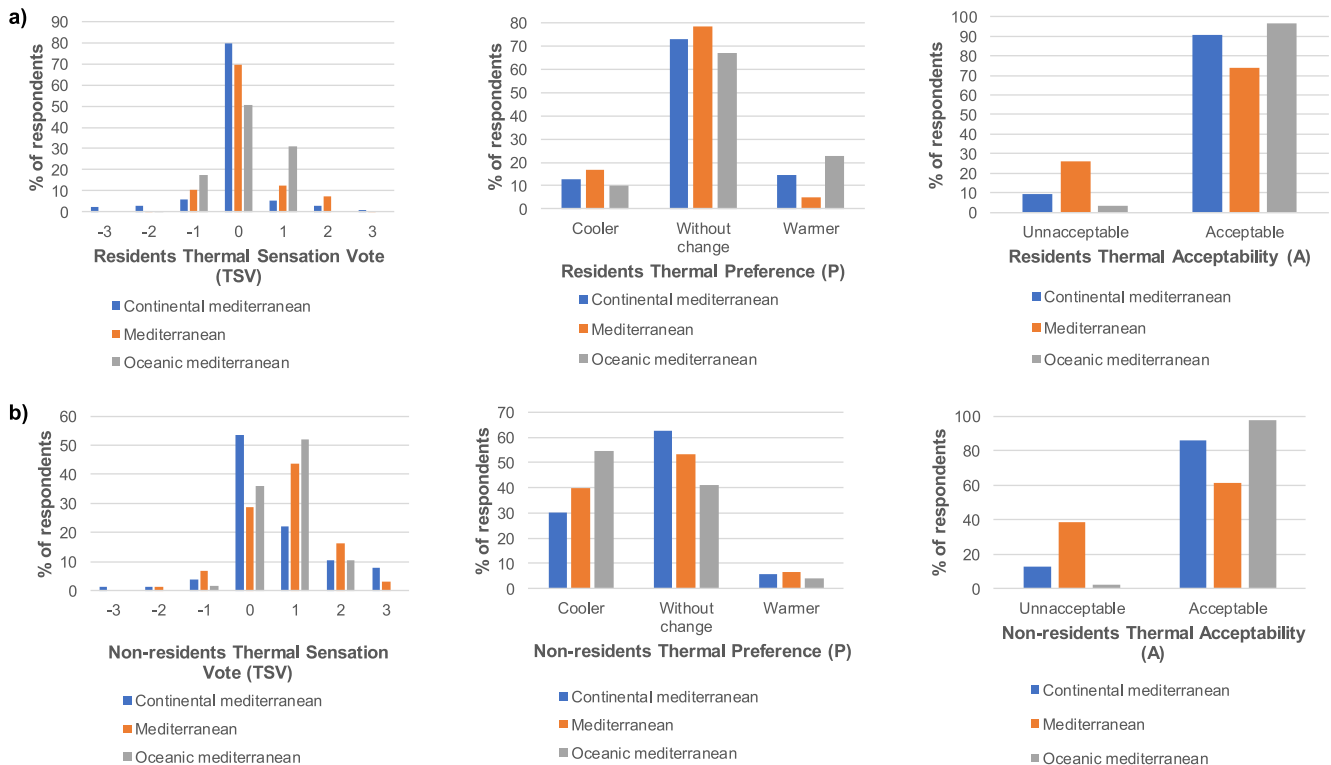 a)
% of respondents
90
80
70
60
50
40
30
20
10
0
-3 -2 -1 0 1 2 3
Residents Thermal Sensation Vote
(TSV)
Continental mediterranean
Mediterranean
Oceanic mediterranean
% of respondents
80
70
60
50
40
30
20
10
0
Cooler Without Warmer
change
Residents Thermal Preference (P)
Continental mediterranean
Mediterranean
Oceanic mediterranean
% of respondents
100
90
80
70
60
50
40
30
20
10
0
Unnacceptable Acceptable
Residents Thermal Acceptability (A)
Continental mediterranean
Mediterranean
Oceanic mediterranean
b)
% of respondents
60
50
40
30
20
10
0
-3 -2 -1 0 1 2 3
Non-residents Thermal Sensation
Vote (TSV)
Continental mediterranean
Mediterranean
Oceanic mediterranean
% of respondents
70
60
50
40
30
20
10
0
Cooler Without Warmer
change
Non-residents Thermal Preference (P)
Continental mediterranean
Mediterranean
Oceanic mediterranean
% of respondents
100
80
60
40
20
0
Unnacceptable Acceptable
Non-residents Thermal Acceptability
(A)
Continental mediterranean
Mediterranean
Oceanic mediterranean